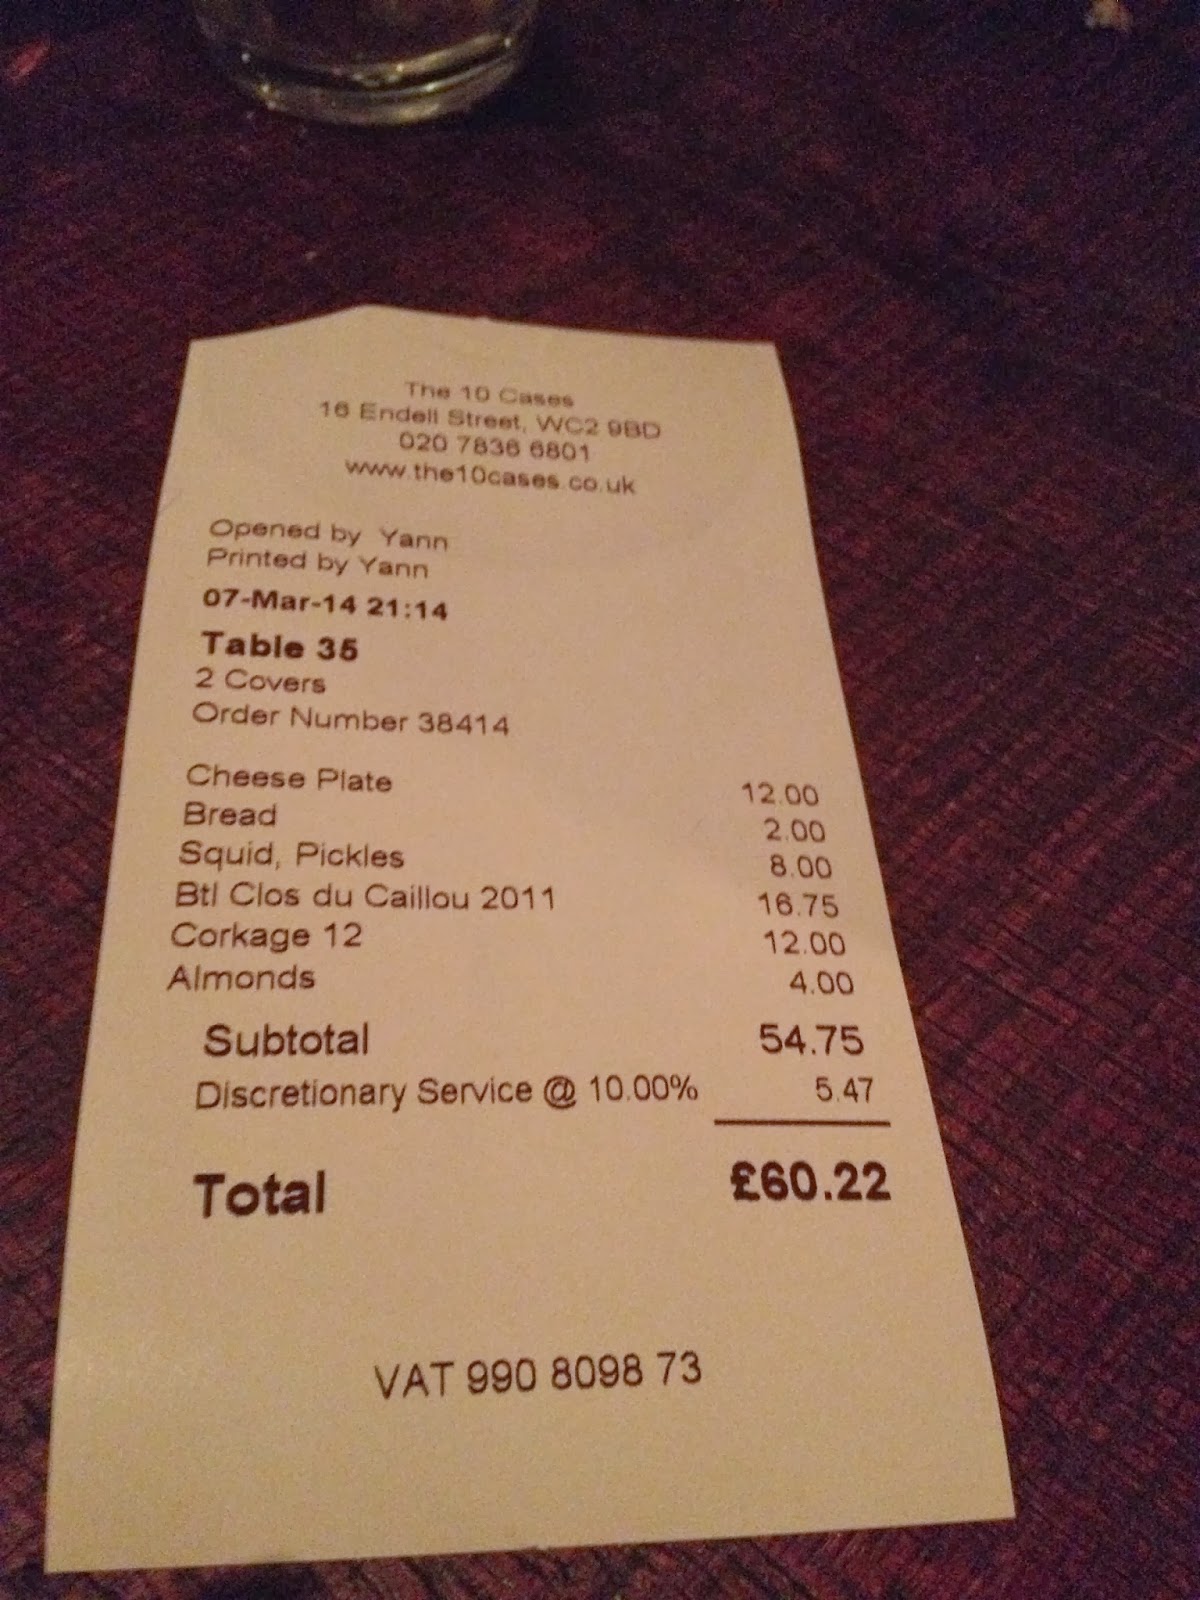 The 10 Cases
16 Endell Street, WC2 9BD
020 7836 6801
www.the10cases.co.uk
Opened by Yann
Printed by Yann
07-Mar-14 21:14
Table 35
2 Covers
Order Number 38414
Cheese Plate 12.00
Bread 2.00
Squid, Pickles 8.00
Btl Clos du Caillou 2011 16.75
Corkage 12 12.00
Almonds 4.00
Subtotal 54.75
Discretionary Service @ 10.00% 5.47
Total £60.22
VAT 990 8098 73